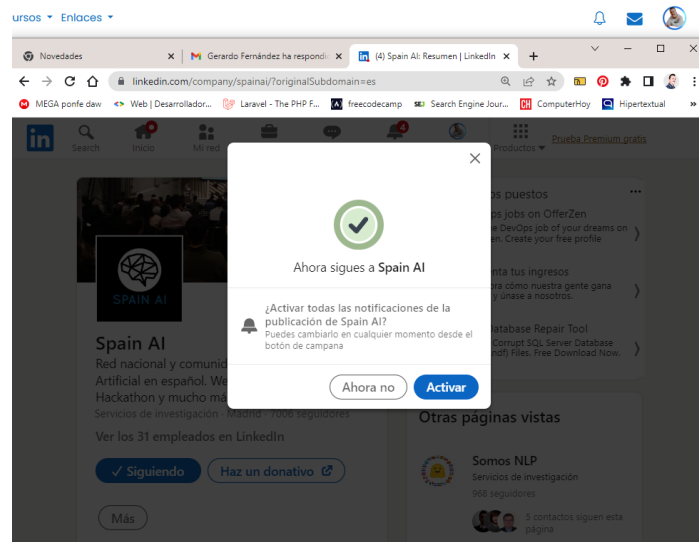 ursos Enlaces
Novedades
Gerardo Fernández ha respondid
(4) Spain AI: Resumen | LinkedIn
linkedin.com/company/spainai/?originalSubdomain=es
MEGA ponfe daw
Web | Desarrollador...
Laravel - The PHP F...
freecodecamp
Search Engine Jour...
ComputerHoy
Hipertextual
in
Search
Inicio
Mi red
4
Productos
Prueba Premium gratis
Ahora sigues a Spain AI
¿Activar todas las notificaciones de la
publicación de Spain AI?
Puedes cambiarlo en cualquier momento desde el
botón de campana
Ahora no
Activar
SPAIN AI
Spain AI
Red nacional y comunid
Artificial en español. We
Hackathon y mucho má
Servicios de investigación · Madrid · 7006 seguidores
Ver los 31 empleados en LinkedIn
Siguiendo
Haz un donativo
Más
os puestos
ps jobs on OfferZen
e DevOps job of your dreams on
en. Create your free profile
nta tus ingresos
ra cómo nuestra gente gana
y únase a nosotros.
atabase Repair Tool
Corrupt SQL Server Database
ndf) Files. Free Download Now.
Otras páginas vistas
Somos NLP
Servicios de investigación
968 seguidores
5 contactos siguen esta
página